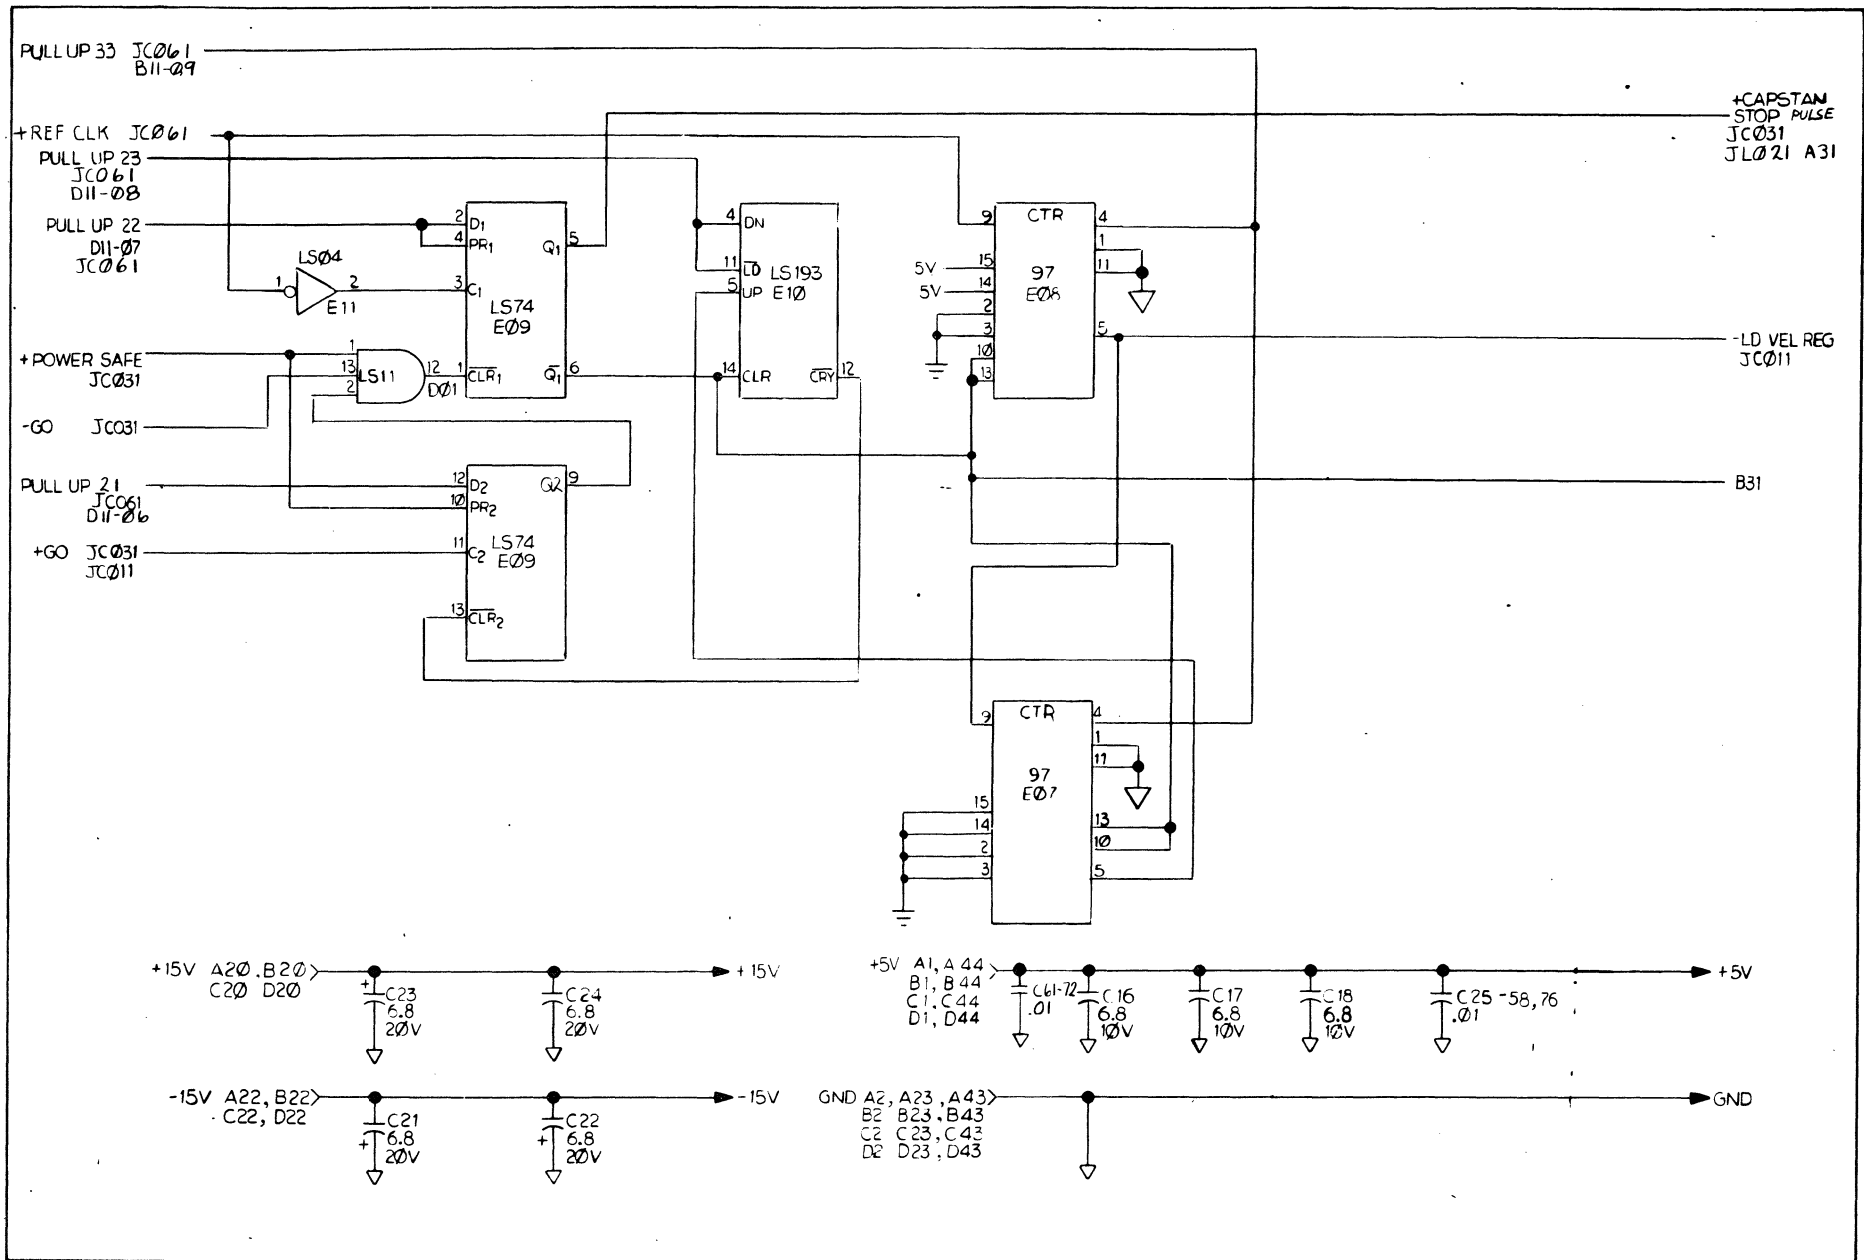 PULL UP 33 JCØ61
B11-Ø9
+REF CLK JCØ61
PULL UP 23
JCO61
D11-Ø8
PULL UP 22
D11-Ø7
JCØ61
+CAPSTAN
STOP PULSE
JCØ31
JLØ21 A31
LSØ4
1
2
E11
2 D1
4 PR1
Q1 5
3 C1
LS74
EØ9
1 CLR1
Q1 6
4 DN
11 LD
5 UP
LS193
E1Ø
14 CLR
CRY 12
CTR
97
EØ8
9
5V 15
5V 14
2
3
1Ø
13
4
1
11
5
-LD VEL REG
JCØ11
+POWER SAFE
JCØ31
1
13
2
LS11
12
DØ1
-GO JCO31
PULL UP 21
JCO61
D11-Ø6
+GO JCØ31
JCØ11
12 D2
1Ø PR2
Q2 9
11 C2
LS74
EØ9
13 CLR2
B31
CTR
97
EØ7
9
15
14
2
3
4
1
11
13
1Ø
5
+15V A2Ø, B2Ø
C2Ø D2Ø
+
C23
6.8
2ØV
C24
6.8
2ØV
+15V
+5V A1, A44
B1, B44
C1, C44
D1, D44
C61-72
.01
C16
6.8
1ØV
C17
6.8
1ØV
C18
6.8
1ØV
C25 -58,76
.Ø1
+5V
-15V A22, B22
C22, D22
+
C21
6.8
2ØV
+
C22
6.8
2ØV
-15V
GND A2, A23, A43
B2 B23, B43
C2 C23, C43
D2 D23, D43
GND